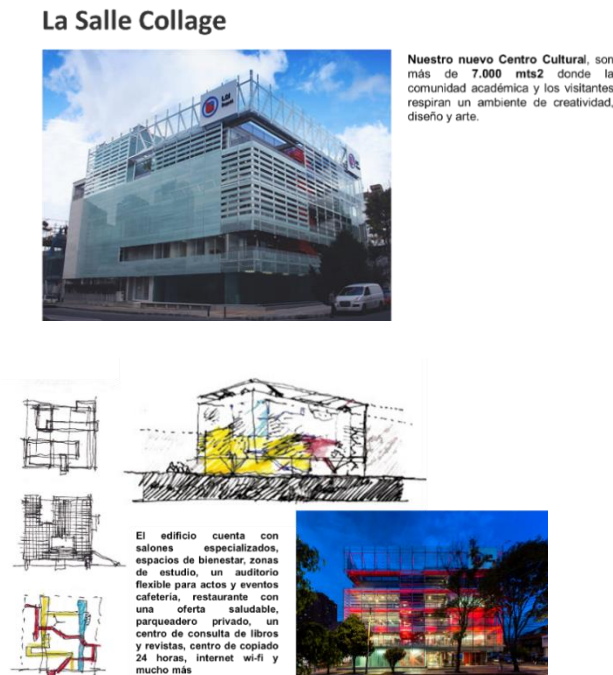 La Salle Collage
Nuestro nuevo Centro Cultural, son
más de 7.000 mts2 donde la
comunidad académica y los visitantes
respiran un ambiente de creatividad,
diseño y arte.
El edificio cuenta con
salones especializados,
espacios de bienestar, zonas
de estudio, un auditorio
flexible para actos y eventos
cafeteria, restaurante con
una oferta saludable,
parqueadero privado, un
centro de consulta de libros
y revistas, centro de copiado
24 horas, internet wi-fi y
mucho más